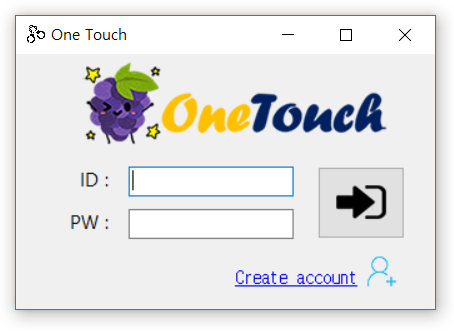 One Touch
OneTouch
ID :
PW :
Create account